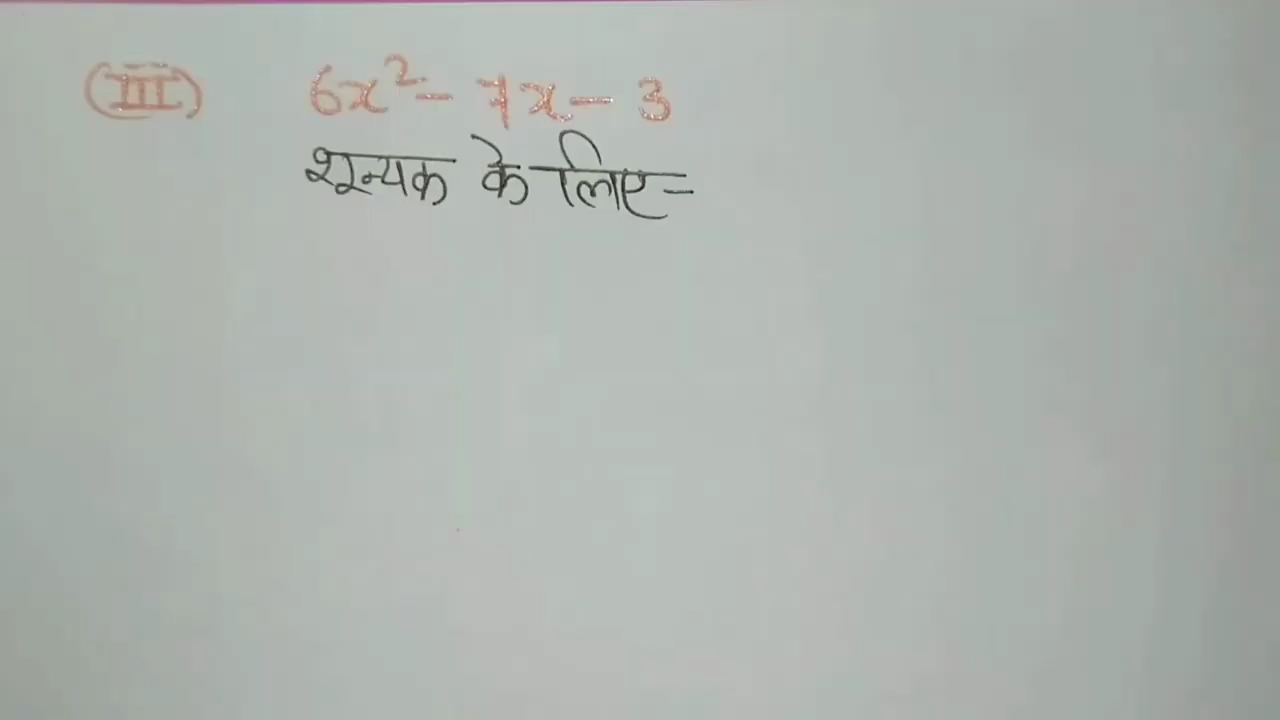 (III) 6x² - 7x - 3
शून्यक के लिए-